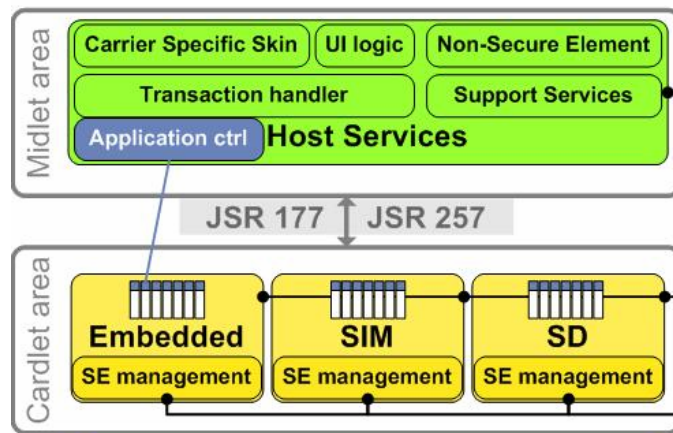 Midlet area
Carrier Specific Skin
UI logic
Non-Secure Element
Transaction handler
Support Services
Application ctrl
Host Services
JSR 177
JSR 257
Cardlet area
Embedded
SIM
SD
SE management
SE management
SE management